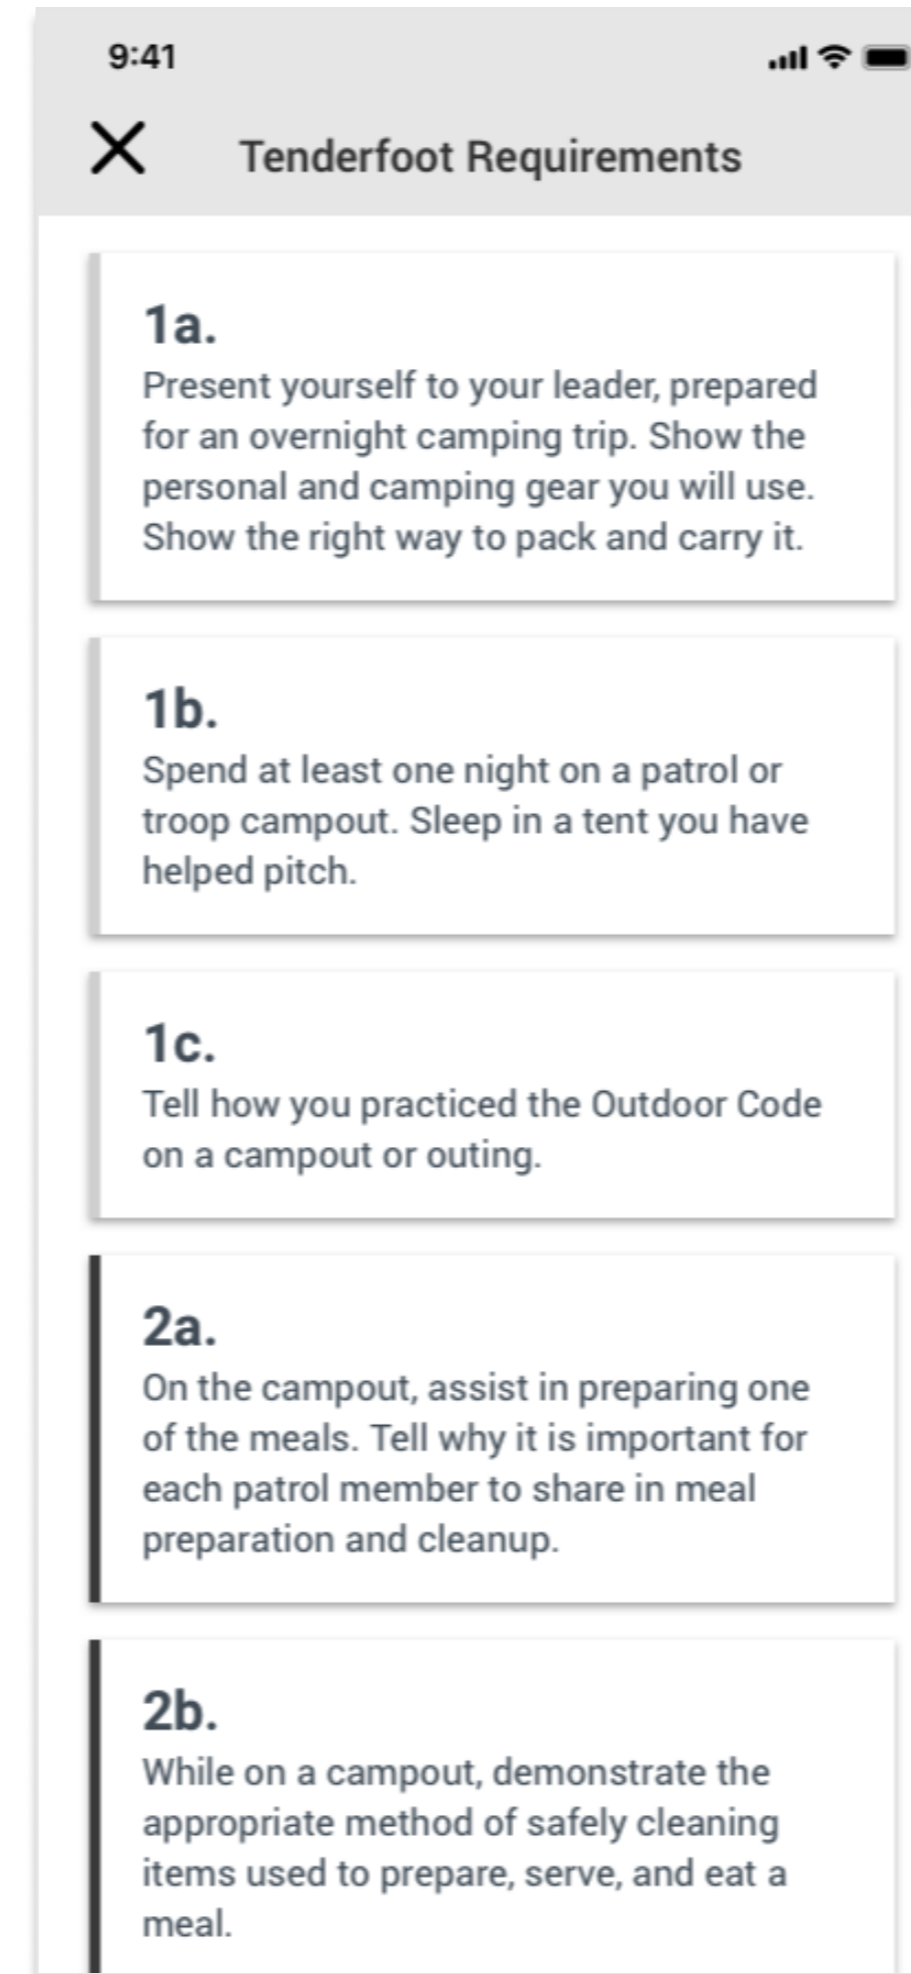 9:41
Tenderfoot Requirements
1a.
Present yourself to your leader, prepared
for an overnight camping trip. Show the
personal and camping gear you will use.
Show the right way to pack and carry it.
1b.
Spend at least one night on a patrol or
troop campout. Sleep in a tent you have
helped pitch.
1c.
Tell how you practiced the Outdoor Code
on a campout or outing.
2a.
On the campout, assist in preparing one
of the meals. Tell why it is important for
each patrol member to share in meal
preparation and cleanup.
2b.
While on a campout, demonstrate the
appropriate method of safely cleaning
items used to prepare, serve, and eat a
meal.